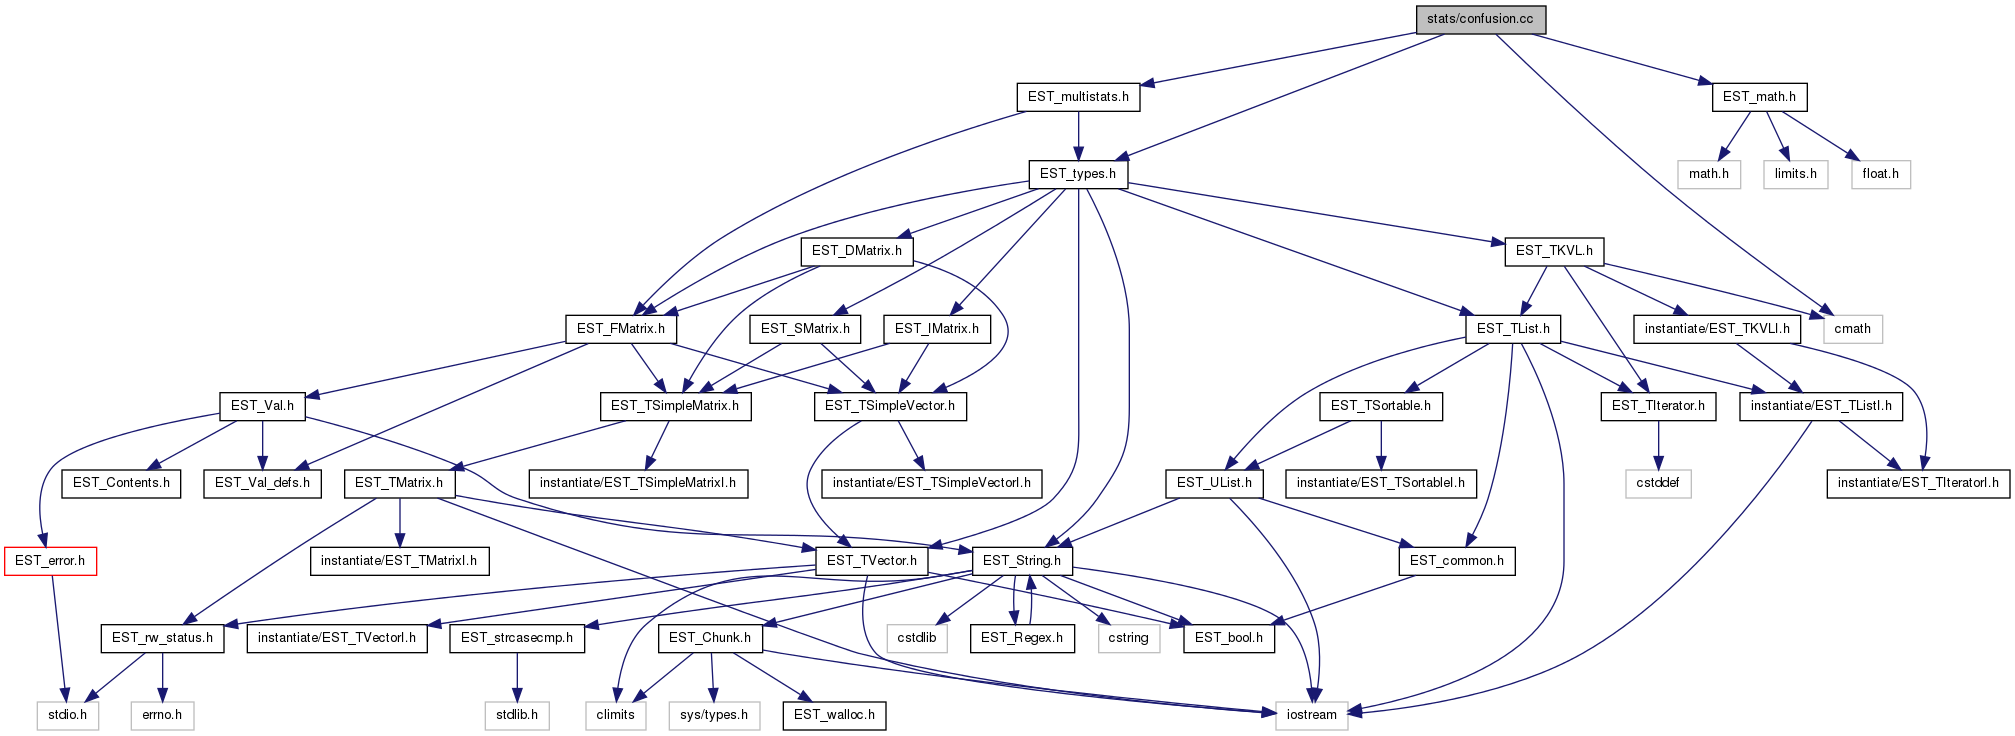 stats/confusion.cc
EST_multistats.h
EST_math.h
EST_types.h
math.h
limits.h
float.h
EST_DMatrix.h
EST_TKVL.h
EST_FMatrix.h
EST_SMatrix.h
EST_IMatrix.h
EST_TList.h
instantiate/EST_TKVLI.h
cmath
EST_Val.h
EST_TSimpleMatrix.h
EST_TSimpleVector.h
EST_TSortable.h
EST_TIterator.h
instantiate/EST_TListI.h
EST_Contents.h
EST_Val_defs.h
EST_TMatrix.h
instantiate/EST_TSimpleMatrixI.h
instantiate/EST_TSimpleVectorI.h
EST_UList.h
instantiate/EST_TSortableI.h
cstddef
instantiate/EST_TIteratorI.h
EST_error.h
instantiate/EST_TMatrixI.h
EST_TVector.h
EST_String.h
EST_common.h
EST_rw_status.h
instantiate/EST_TVectorI.h
EST_strcasecmp.h
EST_Chunk.h
cstdlib
EST_Regex.h
cstring
EST_bool.h
stdio.h
errno.h
stdlib.h
climits
sys/types.h
EST_walloc.h
iostream